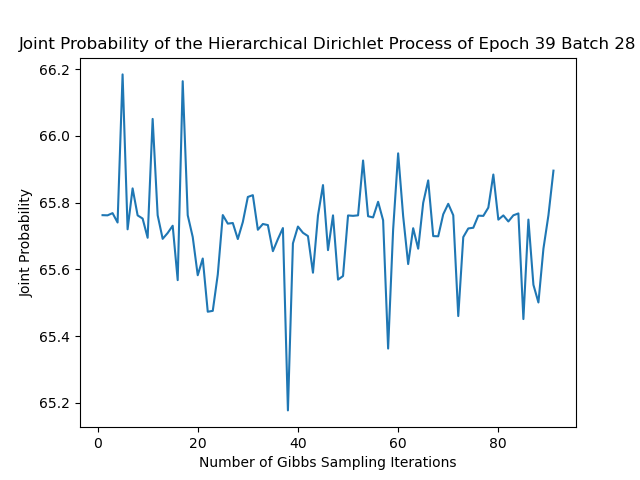 Joint Probability of the Hierarchical Dirichlet Process of Epoch 39 Batch 28
66.2
66.0
65.8
65.6
65.4
65.2
Joint Probability
0 20 40 60 80
Number of Gibbs Sampling Iterations